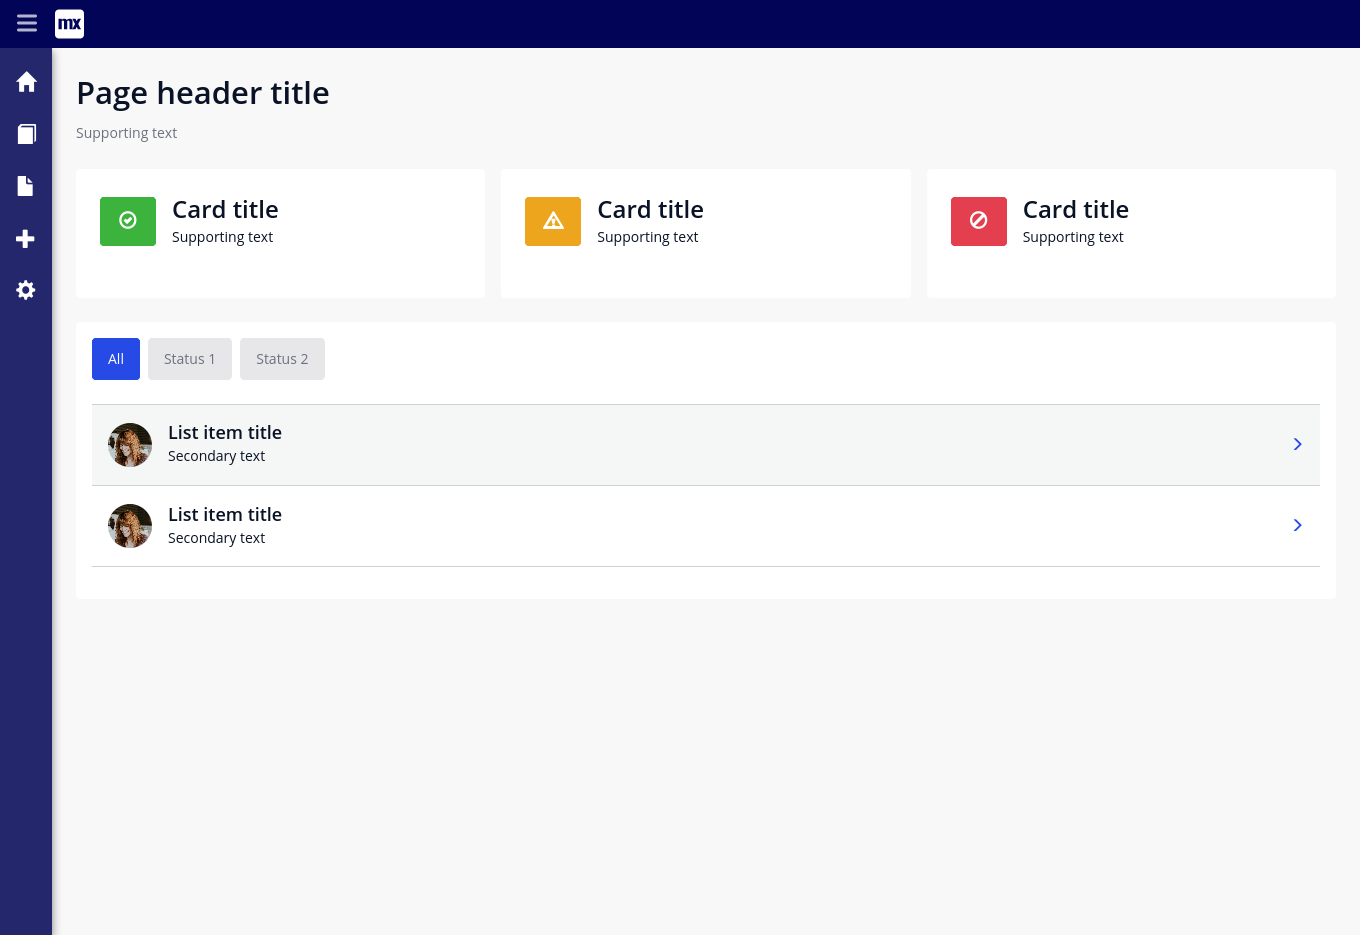 mx
Page header title
Supporting text
Card title
Supporting text
Card title
Supporting text
Card title
Supporting text
All
Status 1
Status 2
List item title
Secondary text
List item title
Secondary text